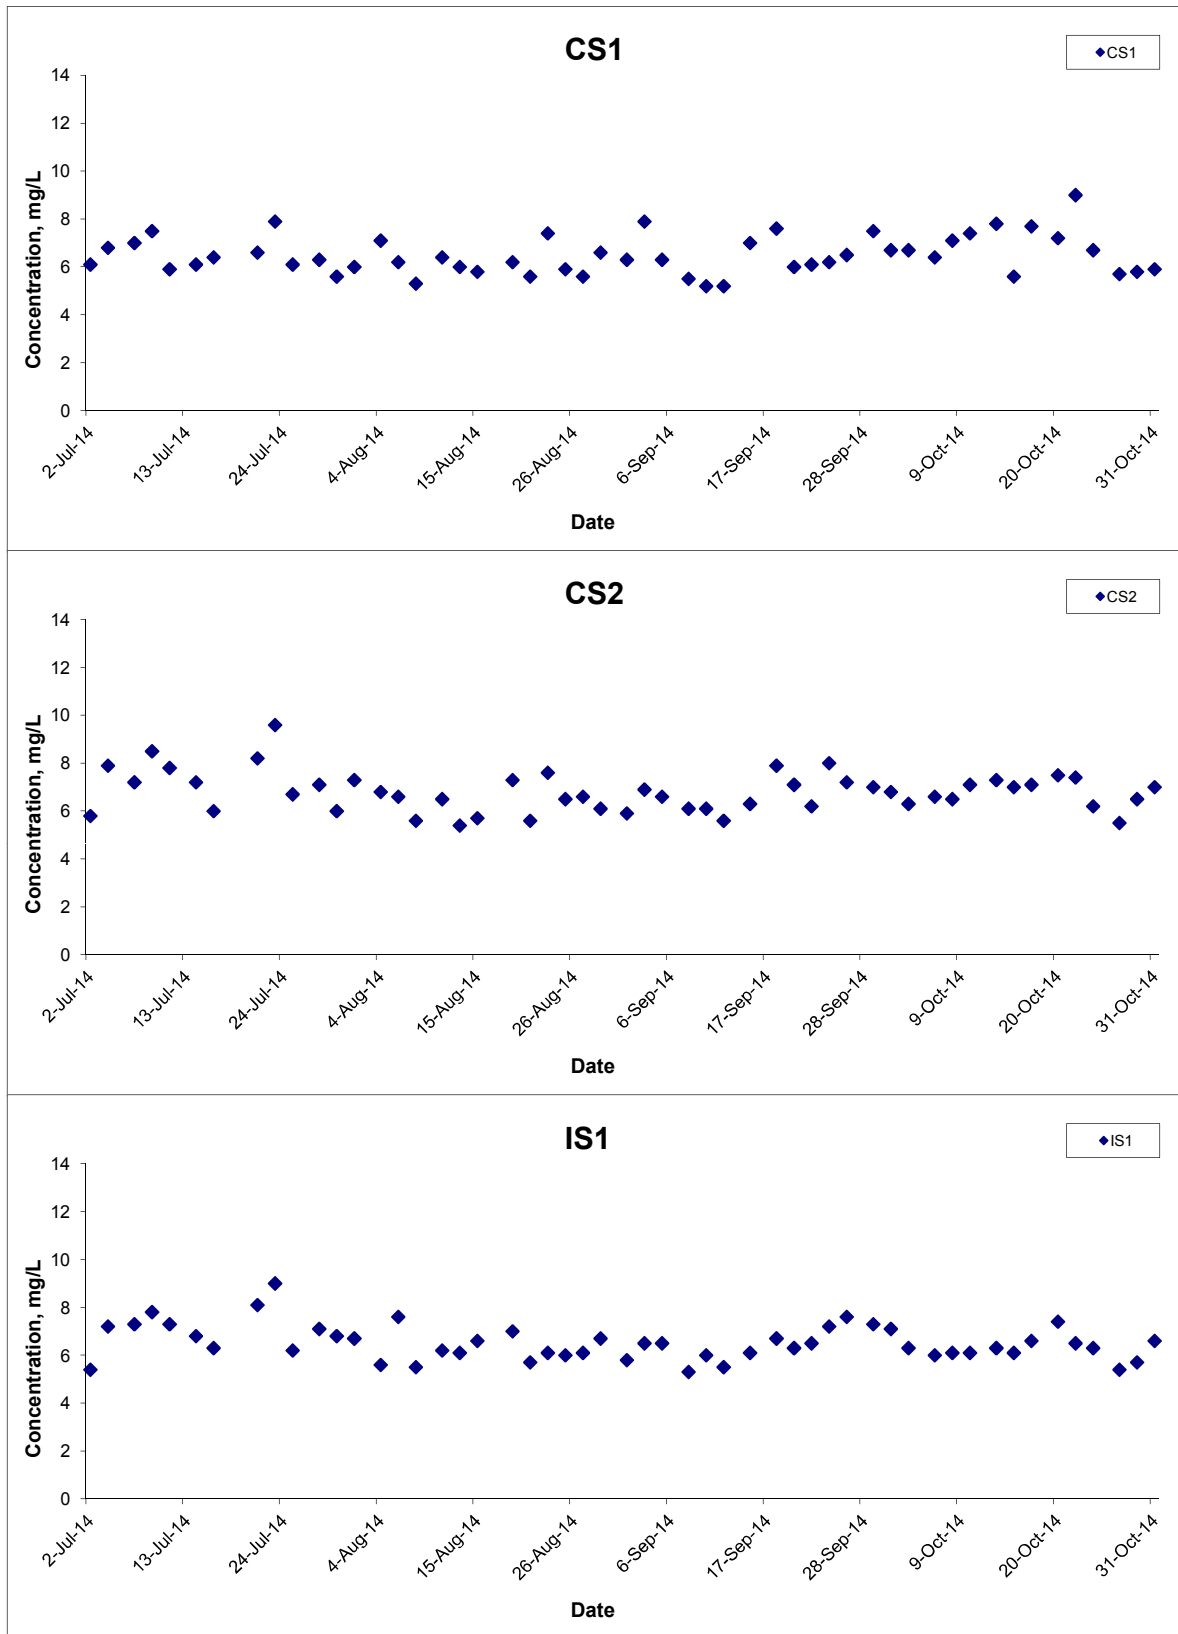 CS1
CS1
14
12
10
8
6
4
2
0
Concentration, mg/L
2-Jul-14
13-Jul-14
24-Jul-14
4-Aug-14
15-Aug-14
26-Aug-14
6-Sep-14
17-Sep-14
28-Sep-14
9-Oct-14
20-Oct-14
31-Oct-14
Date
CS2
CS2
14
12
10
8
6
4
2
0
Concentration, mg/L
2-Jul-14
13-Jul-14
24-Jul-14
4-Aug-14
15-Aug-14
26-Aug-14
6-Sep-14
17-Sep-14
28-Sep-14
9-Oct-14
20-Oct-14
31-Oct-14
Date
IS1
IS1
14
12
10
8
6
4
2
0
Concentration, mg/L
2-Jul-14
13-Jul-14
24-Jul-14
4-Aug-14
15-Aug-14
26-Aug-14
6-Sep-14
17-Sep-14
28-Sep-14
9-Oct-14
20-Oct-14
31-Oct-14
Date